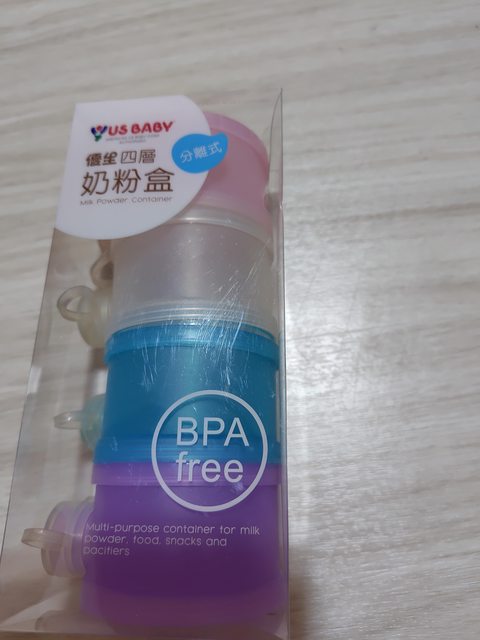 US BABY
優生四層
分離式
奶粉盒
Milk Powder Container
BPA
free
Multi-purpose container for milk
powder, food, snacks and
pacifiers